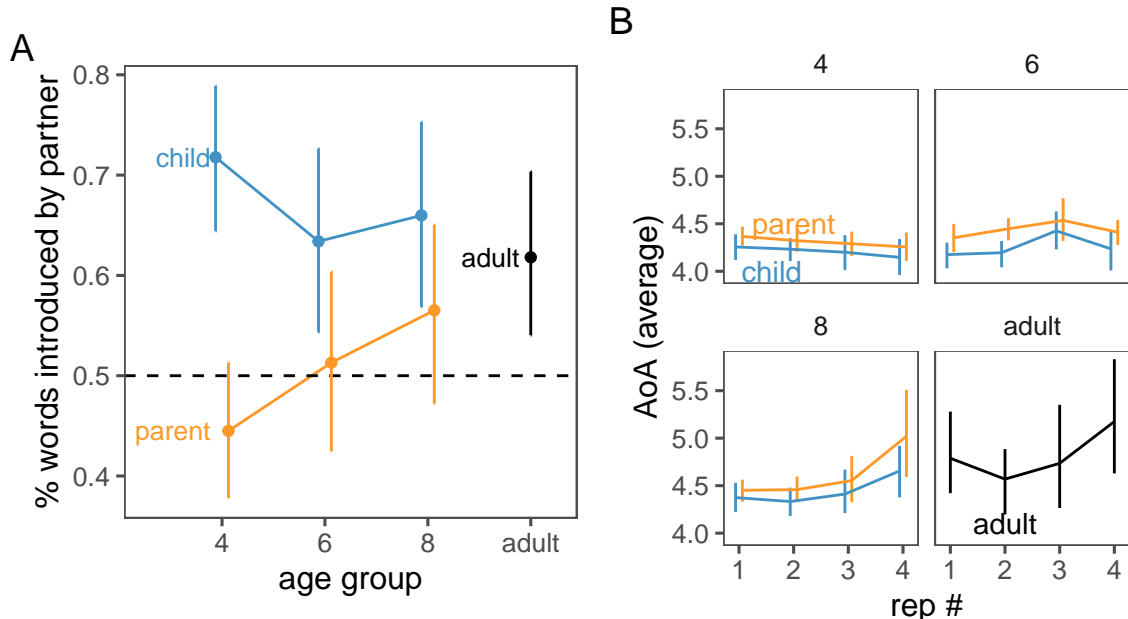 A
% words introduced by partner
0.8
0.7
0.6
0.5
0.4
child
parent
adult
4 6 8 adult
age group
B
AoA (average)
4 6
5.5
5.0
4.5
4.0
parent
child
8 adult
5.5
5.0
4.5
4.0
adult
1 2 3 4 1 2 3 4
rep #